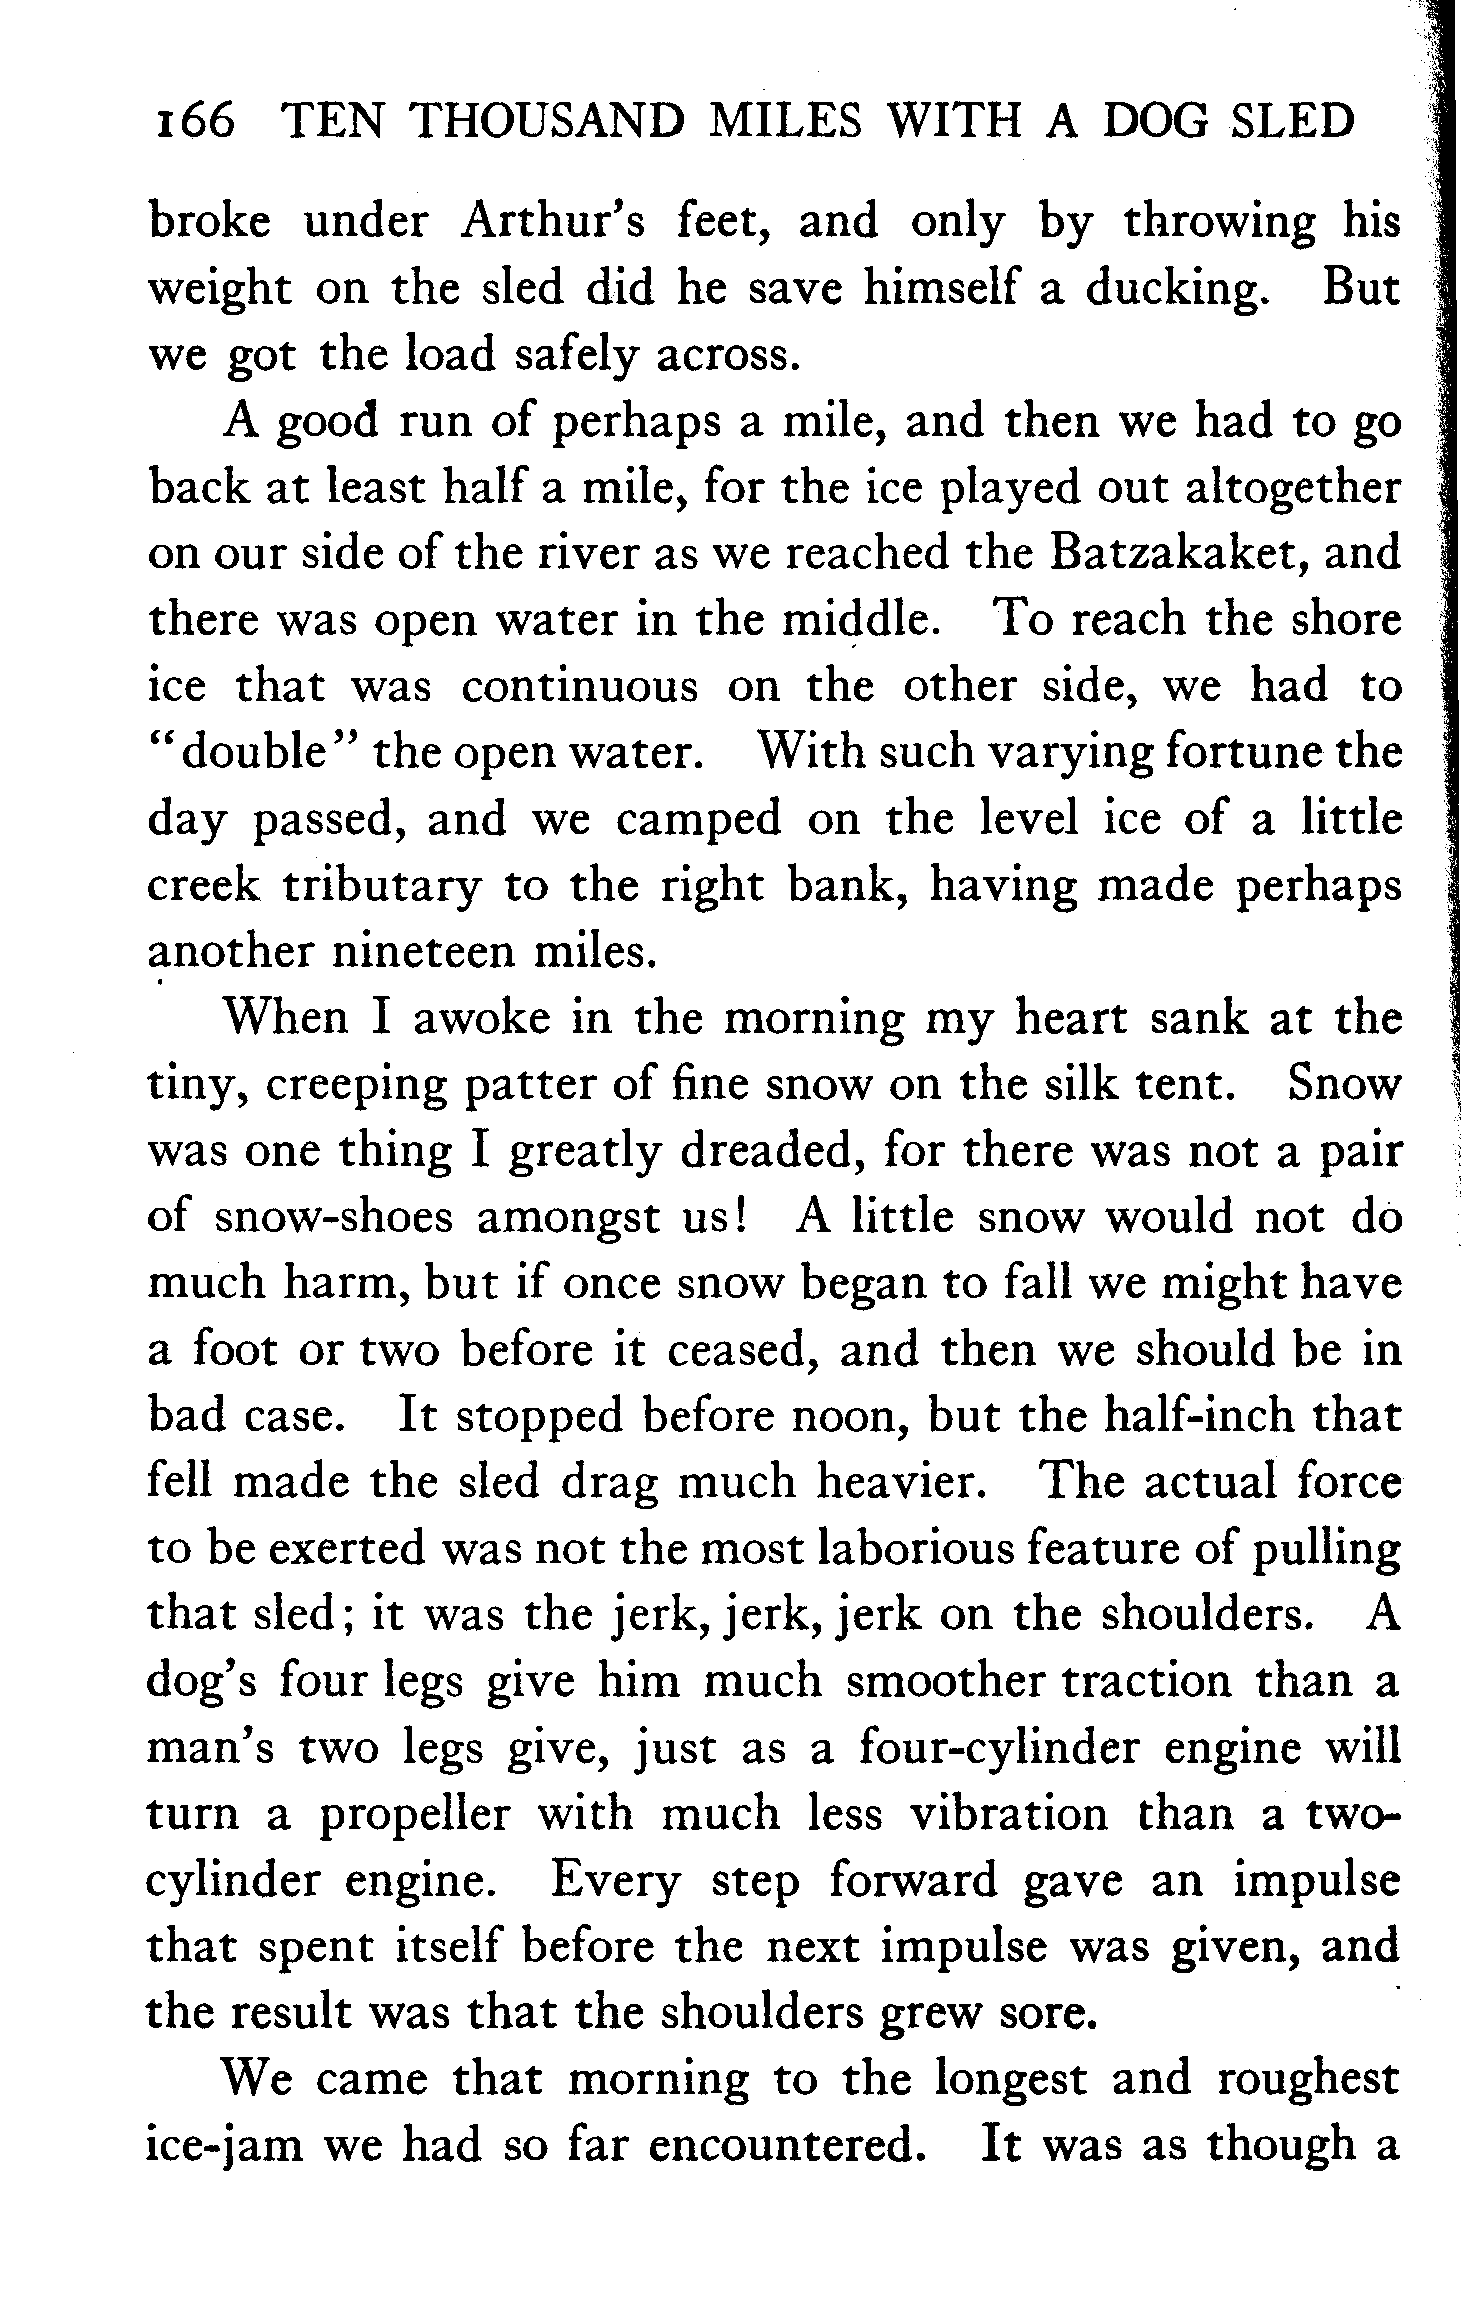 166 TEN THOUSAND MILES WITH A DOG SLED
broke under Arthur's feet, and only by throwing his
weight on the sled did he save himself a ducking. But
we got the load safely across.
A good run of perhaps a mile, and then we had to go
back at least half a mile, for the ice played out altogether
on our side of the river as we reached the Batzakaket, and
there was open water in the middle. To reach the shore
ice that was continuous on the other side, we had to
"double" the open water. With such varying fortune the
day passed, and we camped on the level ice of a little
creek tributary to the right bank, having made perhaps
another nineteen miles.
When I awoke in the morning my heart sank at the
tiny, creeping patter of fine snow on the silk tent. Snow
was one thing I greatly dreaded, for there was not a pair
of snow-shoes amongst us! A little snow would not do
much harm, but if once snow began to fall we might have
a foot or two before it ceased, and then we should be in
bad case. It stopped before noon, but the half-inch that
fell made the sled drag much heavier. The actual force
to be exerted was not the most laborious feature of pulling
that sled; it was the jerk, jerk, jerk on the shoulders. A
dog's four legs give him much smoother traction than a
man's two legs give, just as a four-cylinder engine will
turn a propeller with much less vibration than a two-
cylinder engine. Every step forward gave an impulse
that spent itself before the next impulse was given, and
the result was that the shoulders grew sore.
We came that morning to the longest and roughest
ice-jam we had so far encountered. It was as though a